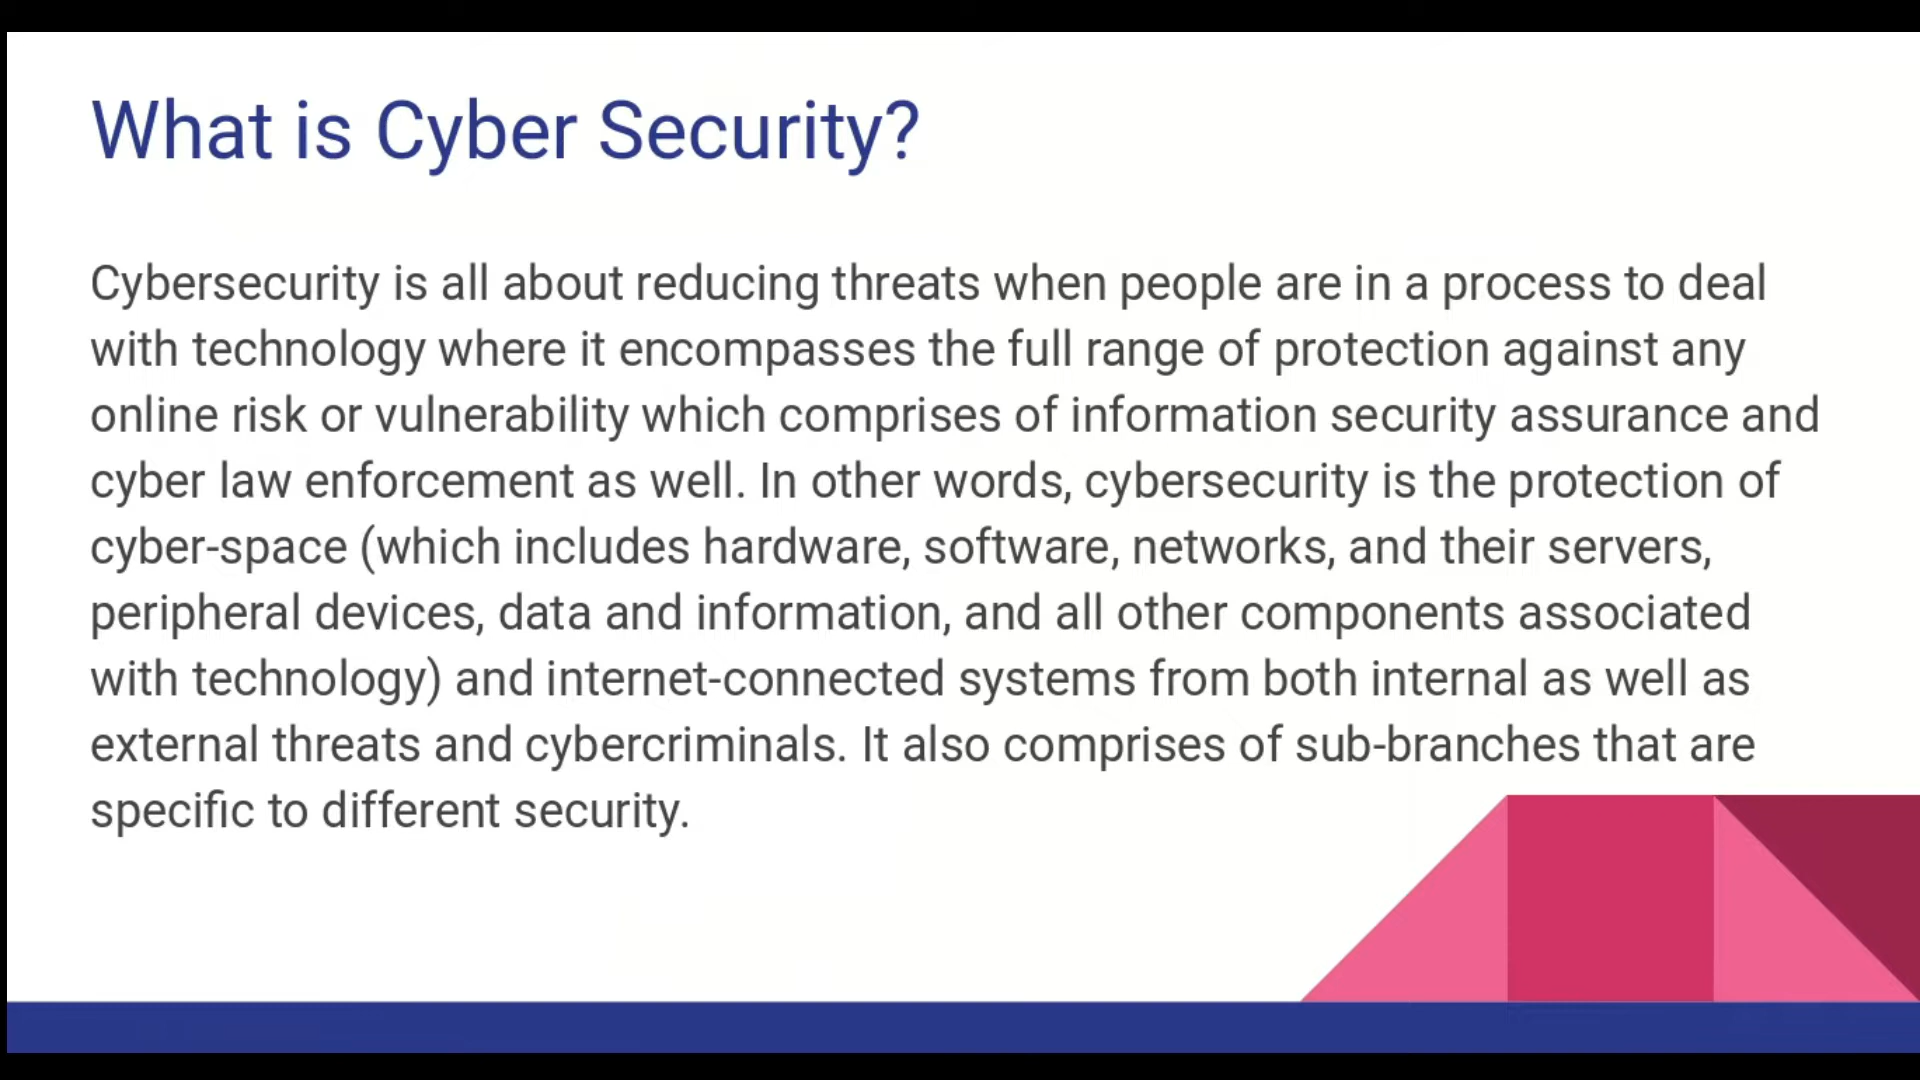 What is Cyber Security?
Cybersecurity is all about reducing threats when people are in a process to deal
with technology where it encompasses the full range of protection against any
online risk or vulnerability which comprises of information security assurance and
cyber law enforcement as well. In other words, cybersecurity is the protection of
cyber-space (which includes hardware, software, networks, and their servers,
peripheral devices, data and information, and all other components associated
with technology) and internet-connected systems from both internal as well as
external threats and cybercriminals. It also comprises of sub-branches that are
specific to different security.